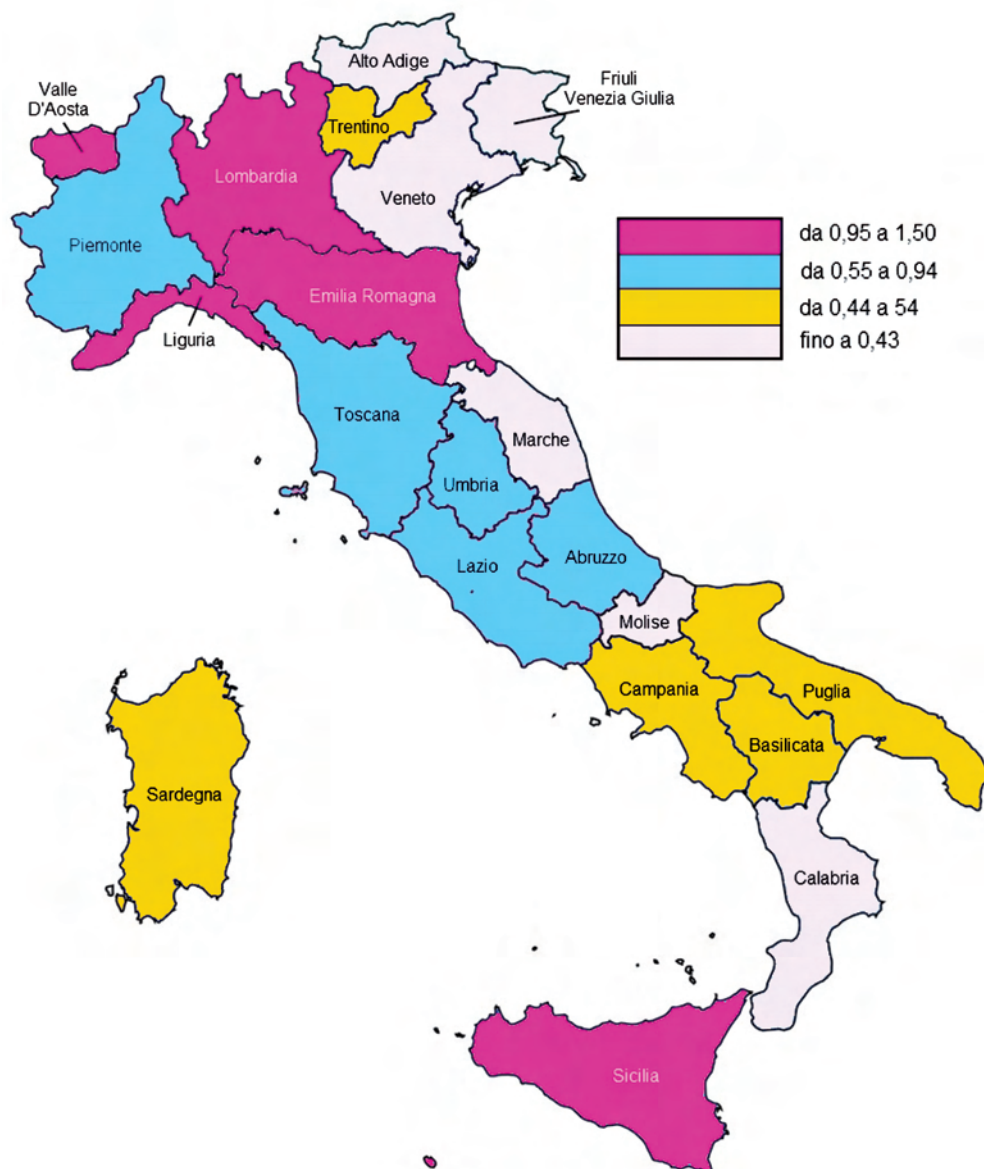 Alto Adige
Friuli
Venezia Giulia
Valle
D'Aosta
Trentino
Lombardia
Veneto
Piemonte
da 0,95 a 1,50
da 0,55 a 0,94
da 0,44 a 54
fino a 0,43
Emilia Romagna
Liguria
Toscana
Marche
Umbria
Abruzzo
Lazio
Molise
Campania
Puglia
Basilicata
Sardegna
Calabria
Sicilia